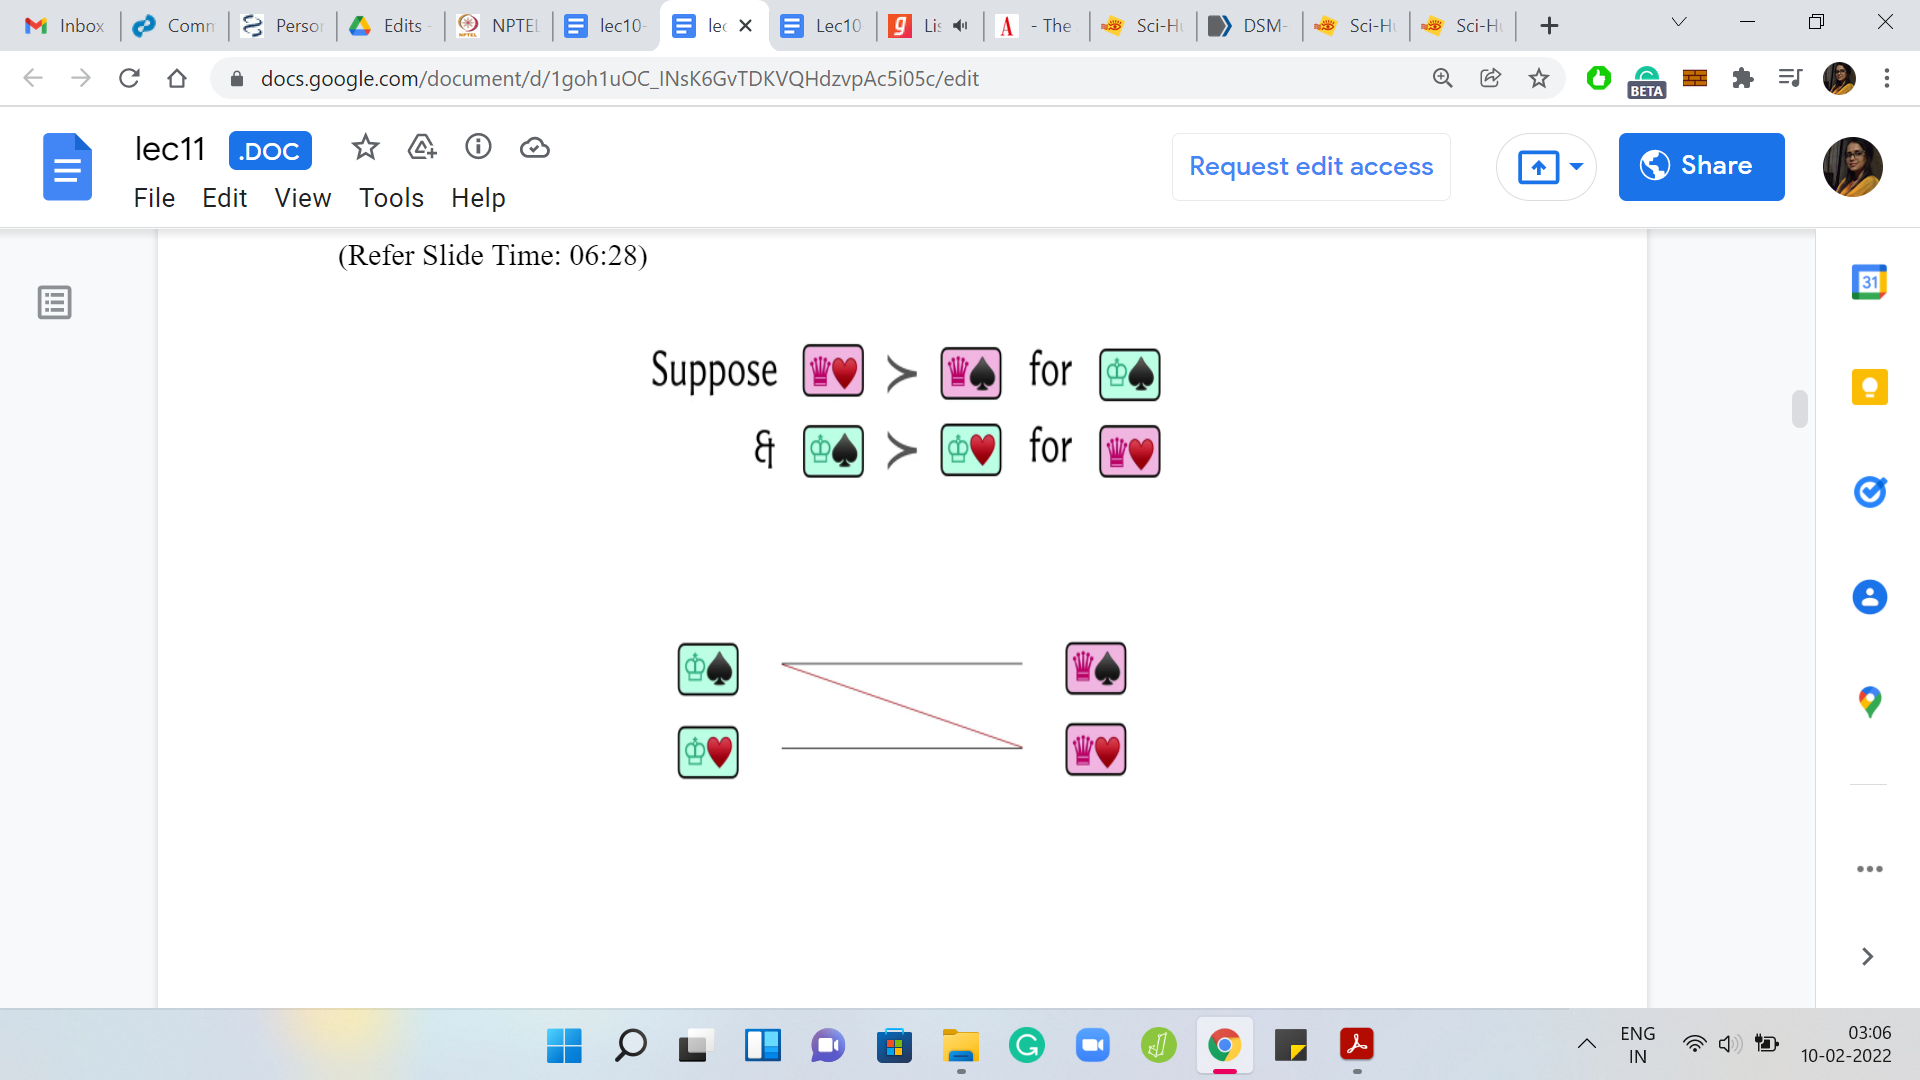 Inbox Comm Person Edits - NPTEL lec10- lec Lec10 Lis - The Sci-Hu DSM- Sci-Hu Sci-Hu
docs.google.com/document/d/1goh1uOC_INsK6GvTDKVQHdzvpAc5i05c/edit
BETA
lec11 .DOC
Request edit access
Share
File Edit View Tools Help
31
(Refer Slide Time: 06:28)
Suppose ≻ for
& ≻ for
ENG
IN
03:06
10-02-2022